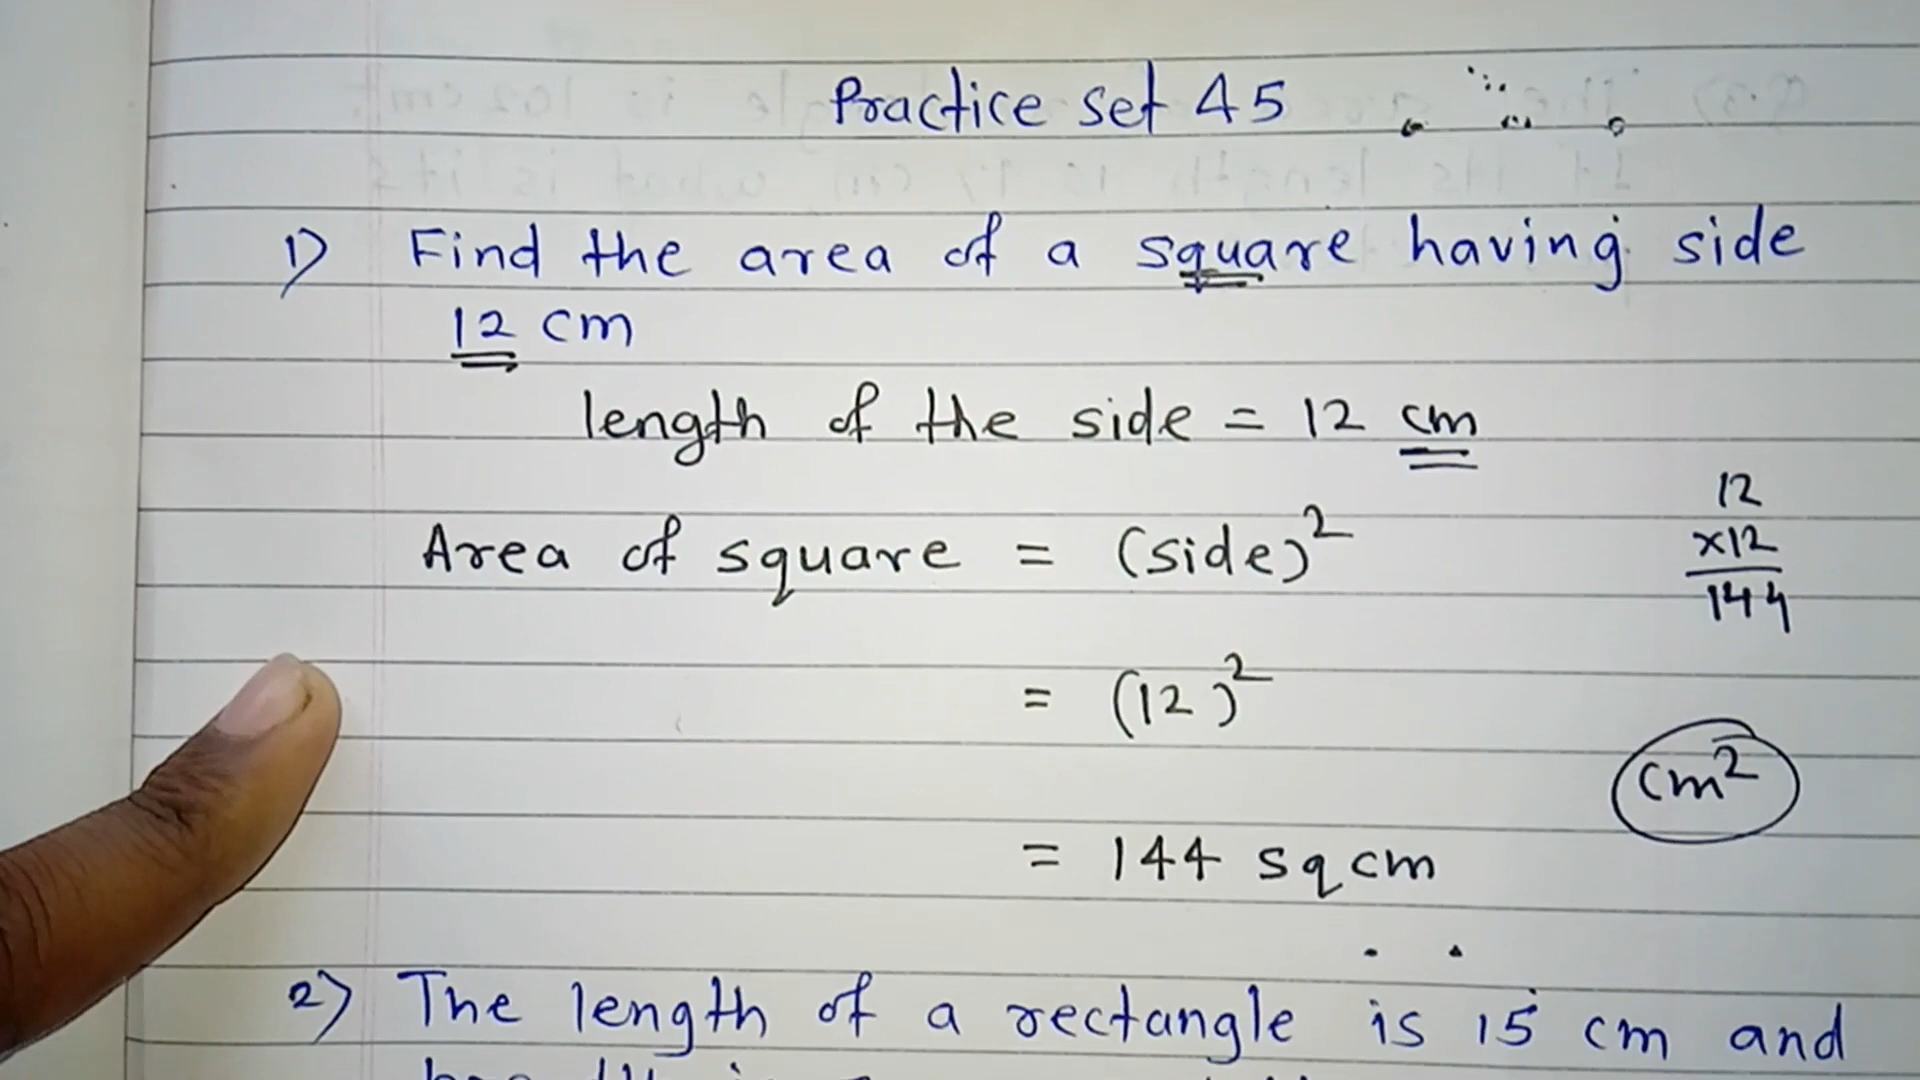 Practice set 45
1) Find the area of a square having side
12 cm
length of the side = 12 cm
Area of square = (side)²
12
×12
144
= (12)²
cm²
= 144 sq cm
2) The length of a rectangle is 15 cm and